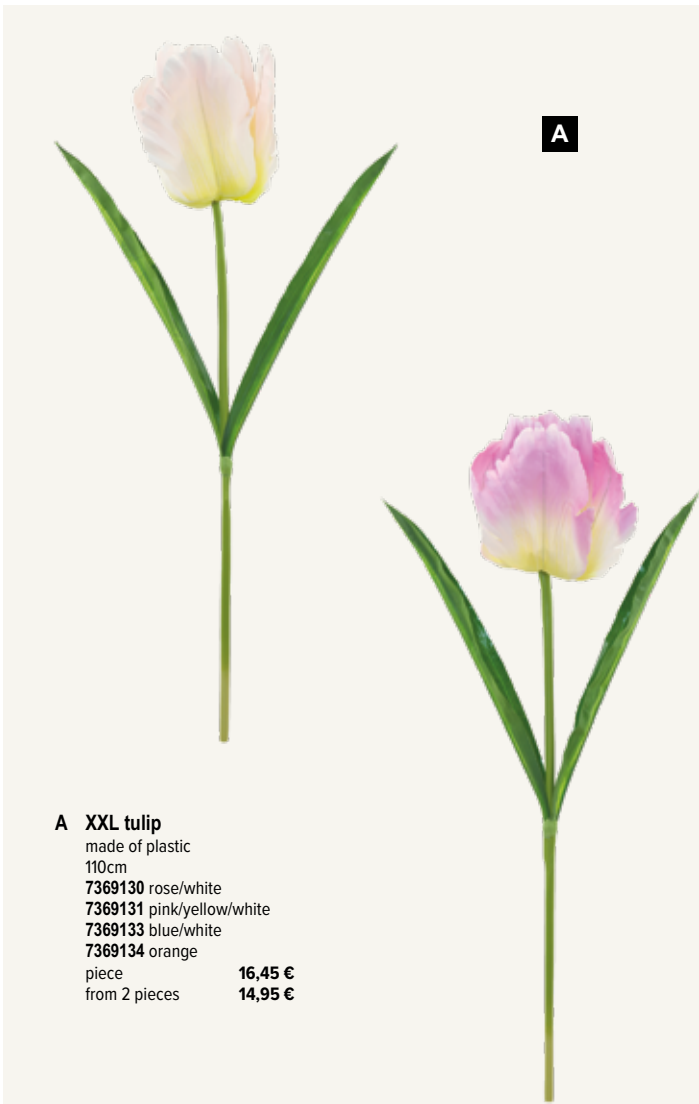 A
A XXL tulip
made of plastic
110cm
7369130 rose/white
7369131 pink/yellow/white
7369133 blue/white
7369134 orange
piece 16,45 €
from 2 pieces 14,95 €